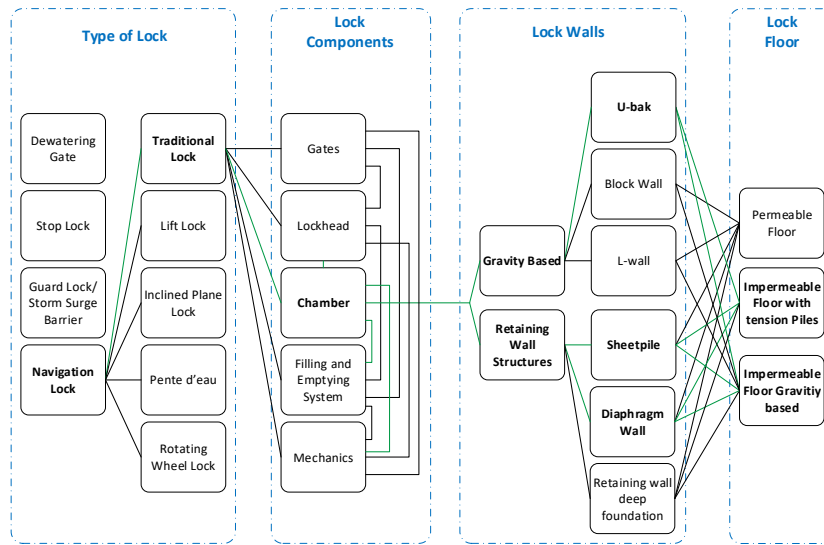 Type of Lock
Dewatering
Gate
Stop Lock
Guard Lock/
Storm Surge
Barrier
Navigation
Lock
Traditional
Lock
Lift Lock
Inclined Plane
Lock
Pente d'eau
Rotating
Wheel Lock
Lock
Components
Gates
Lockhead
Chamber
Filling and
Emptying
System
Mechanics
Lock Walls
Gravity Based
Retaining
Wall
Structures
U-bak
Block Wall
L-wall
Sheetpile
Diaphragm
Wall
Retaining wall
deep
foundation
Lock
Floor
Permeable
Floor
Impermeable
Floor with
tension Piles
Impermeable
Floor Gravitiy
based